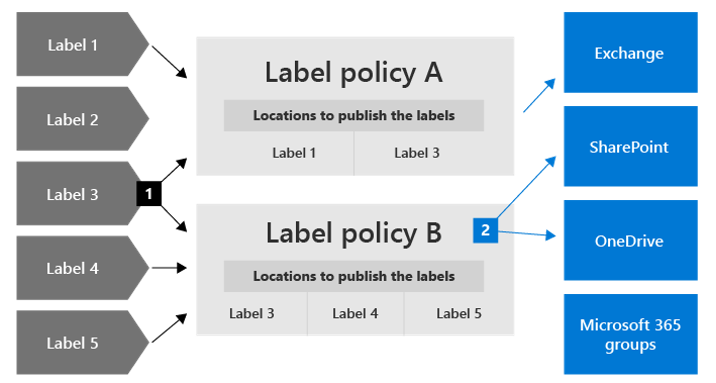 Label 1
Label 2
Label 3
1
Label 4
Label 5
Label policy A
Locations to publish the labels
Label 1
Label 3
Label policy B
2
Locations to publish the labels
Label 3
Label 4
Label 5
Exchange
SharePoint
OneDrive
Microsoft 365
groups